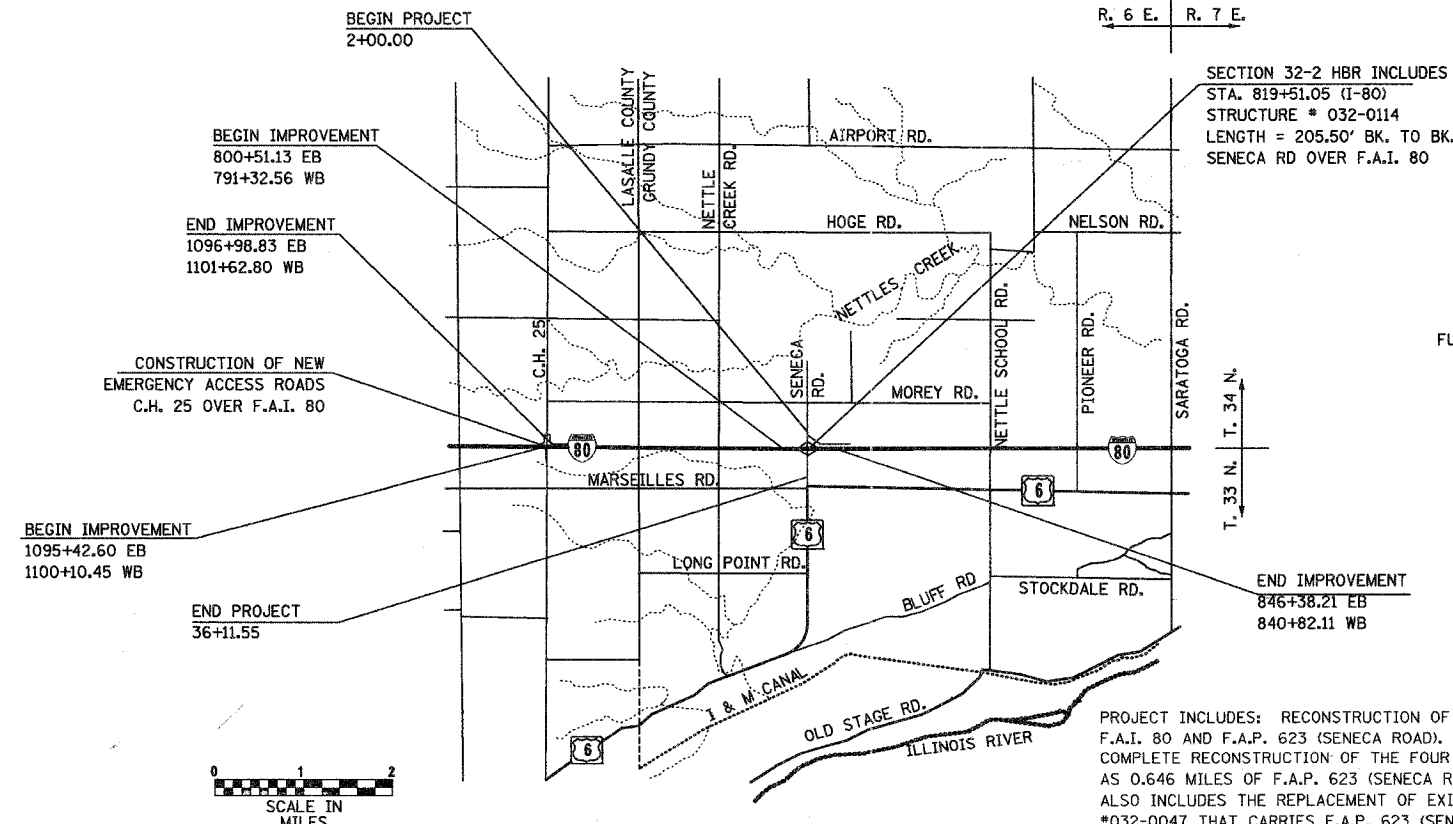 BEGIN PROJECT
2+00.00
R. 6 E. R. 7 E.
SECTION 32-2 HBR INCLUDES
STA. 819+51.05 (I-80)
STRUCTURE # 032-0114
LENGTH = 205.50' BK. TO BK.
SENECA RD OVER F.A.I. 80
BEGIN IMPROVEMENT
800+51.13 EB
791+32.56 WB
END IMPROVEMENT
1096+98.83 EB
1101+62.80 WB
CONSTRUCTION OF NEW
EMERGENCY ACCESS ROADS
C.H. 25 OVER F.A.I. 80
BEGIN IMPROVEMENT
1095+42.60 EB
1100+10.45 WB
END PROJECT
36+11.55
LASALLE COUNTY
GRUNDY COUNTY
NETTLE
CREEK RD.
AIRPORT RD.
HOGE RD.
NELSON RD.
NETTLES CREEK
C.H. 25
SENECA
RD.
MOREY RD.
NETTLE SCHOOL RD.
PIONEER RD.
SARATOGA RD.
FU
T. 34 N.
T. 33 N.
80
80
MARSEILLES RD.
6
6
LONG POINT RD.
BLUFF RD
STOCKDALE RD.
END IMPROVEMENT
846+38.21 EB
840+82.11 WB
I & M CANAL
OLD STAGE RD.
ILLINOIS RIVER
6
0 1 2
SCALE IN
MILES
PROJECT INCLUDES: RECONSTRUCTION OF
F.A.I. 80 AND F.A.P. 623 (SENECA ROAD).
COMPLETE RECONSTRUCTION OF THE FOUR
AS 0.646 MILES OF F.A.P. 623 (SENECA R
ALSO INCLUDES THE REPLACEMENT OF EXI
#032-0047 THAT CARRIES F.A.P. 623 (SEN